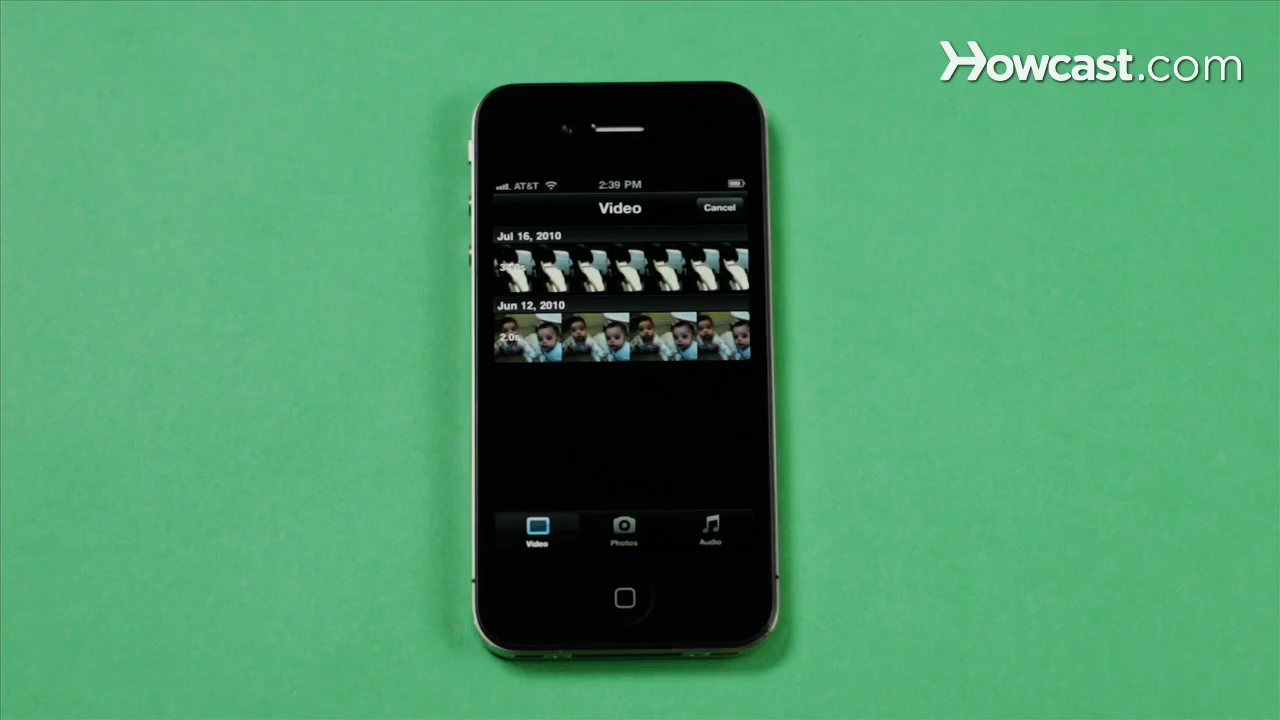 Howcast.com
AT&T 2:39 PM
Video Cancel
Jul 16, 2010
Jun 12, 2010
2.0s
Video Photos Audio